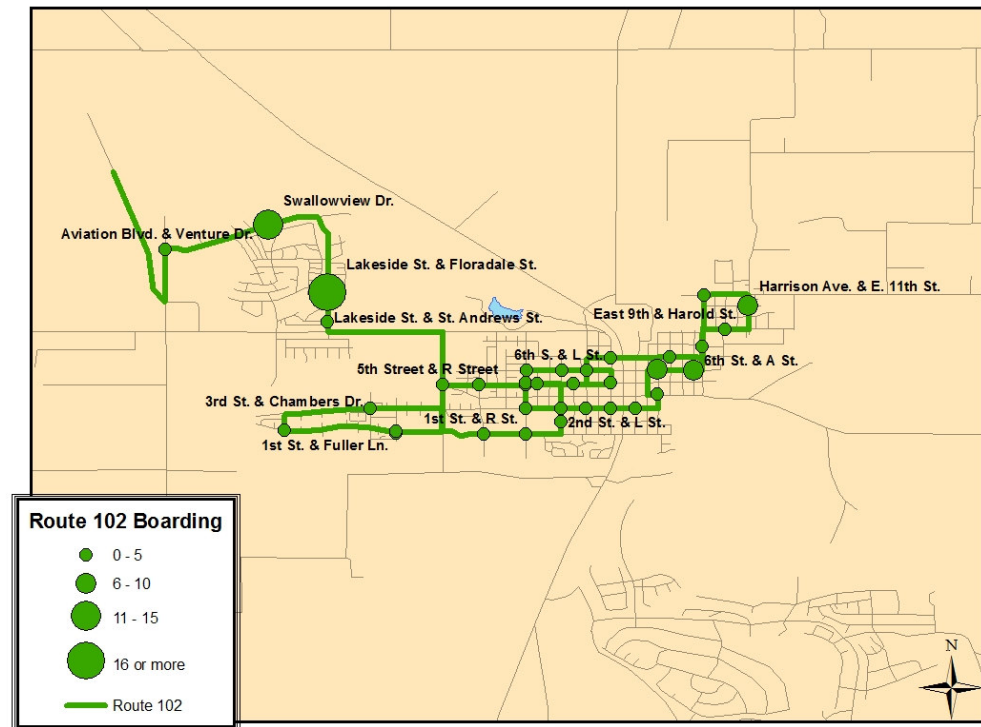 Swallowview Dr.
Aviation Blvd. & Venture Dr.
Lakeside St. & Floradale St.
Harrison Ave. & E. 11th St.
Lakeside St. & St. Andrews St.
East 9th & Harold St.
6th S. & L St.
6th St. & A St.
5th Street & R Street
3rd St. & Chambers Dr.
1st St. & R St.
2nd St. & L St.
1st St. & Fuller Ln.
Route 102 Boarding
0 - 5
6 - 10
11 - 15
16 or more
Route 102
N